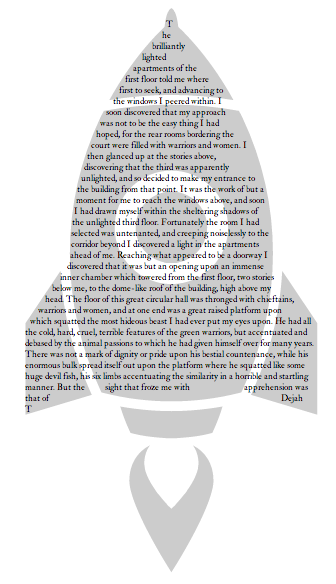 T
he
brilliantly
lighted
apartments of the
first floor told me where
first to seek, and advancing to
the windows I peered within. I
soon discovered that my approach
was not to be the easy thing I had
hoped, for the rear rooms bordering the
court were filled with warriors and women. I
then glanced up at the stories above,
discovering that the third was apparently
unlighted, and so decided to make my entrance to
the building from that point. It was the work of but a
moment for me to reach the windows above, and soon
I had drawn myself within the sheltering shadows of
the unlighted third floor. Fortunately the room I had
selected was untenanted, and creeping noiselessly to the
corridor beyond I discovered a light in the apartments
ahead of me. Reaching what appeared to be a doorway I
discovered that it was but an opening upon an immense
inner chamber which towered from the first floor, two stories
below me, to the dome-like roof of the building, high above my
head. The floor of this great circular hall was thronged with chieftains,
warriors and women, and at one end was a great raised platform upon
which squatted the most hideous beast I had ever put my eyes upon. He had all
the cold, hard, cruel, terrible features of the green warriors, but accentuated and
debased by the animal passions to which he had given himself over for many years.
There was not a mark of dignity or pride upon his bestial countenance, while his
enormous bulk spread itself out upon the platform where he squatted like some
huge devil fish, his six limbs accentuating the similarity in a horrible and startling
manner. But the sight that froze me with apprehension was
that of Dejah
T